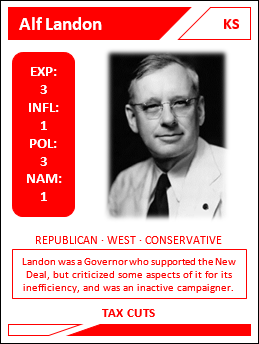 Alf Landon
KS
EXP:
3
INFL:
1
POL:
3
NAM:
1
REPUBLICAN · WEST · CONSERVATIVE
Landon was a Governor who supported the New
Deal, but criticized some aspects of it for its
inefficiency, and was an inactive campaigner.
TAX CUTS